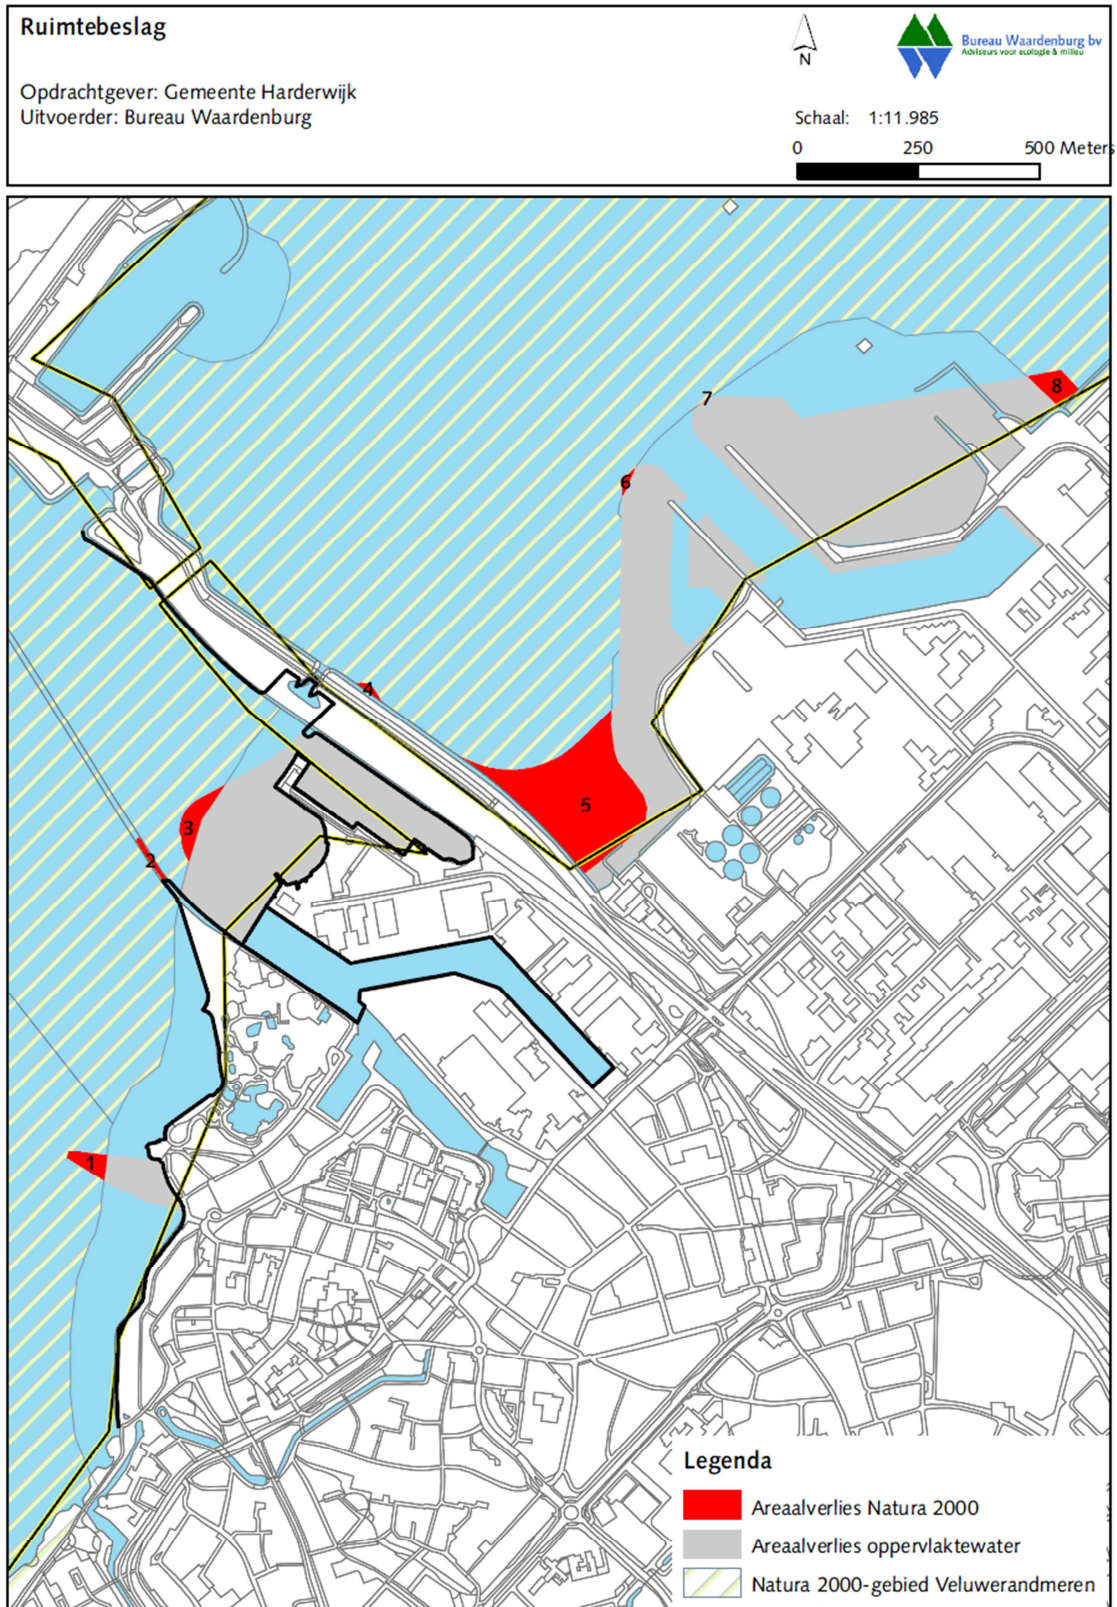 Ruimtebeslag
Opdrachtgever: Gemeente Harderwijk
Uitvoerder: Bureau Waardenburg
N
Bureau Waardenburg bv
Adviseurs voor ecologie & milieu
Schaal: 1:11.985
0 250 500 Meters
7
8
6
4
5
3
2
1
Legenda
Areaalverlies Natura 2000
Areaalverlies oppervlaktewater
Natura 2000-gebied Veluwerandmeren